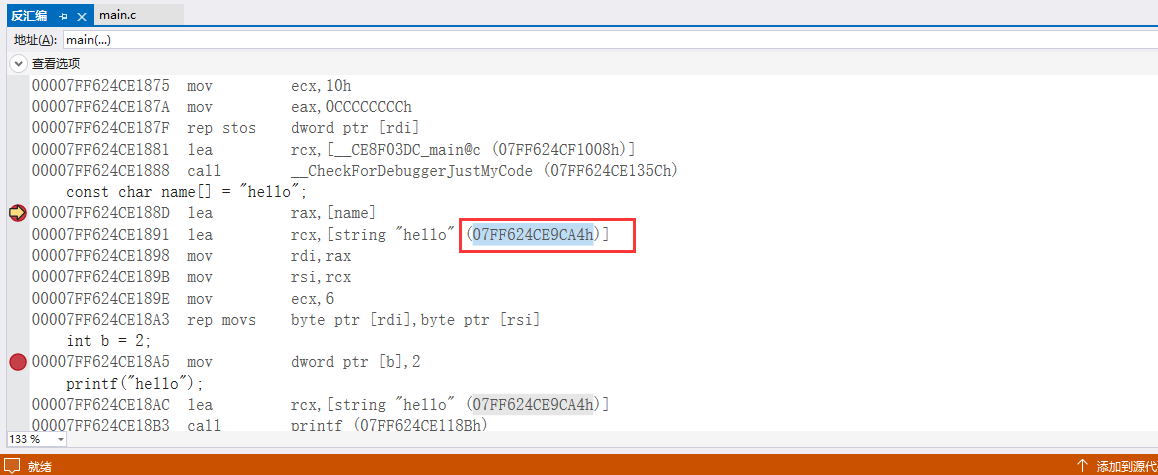 反汇编 main.c
地址(A): main(...)
查看选项
00007FF624CE1875 mov ecx,10h
00007FF624CE187A mov eax,0CCCCCCCCh
00007FF624CE187F rep stos dword ptr [rdi]
00007FF624CE1881 lea rcx,[__CE8F03DC_main@c (07FF624CF1008h)]
00007FF624CE1888 call __CheckForDebuggerJustMyCode (07FF624CE135Ch)
const char name[] = "hello";
00007FF624CE188D lea rax,[name]
00007FF624CE1891 lea rcx,[string "hello" (07FF624CE9CA4h)]
00007FF624CE1898 mov rdi,rax
00007FF624CE189B mov rsi,rcx
00007FF624CE189E mov ecx,6
00007FF624CE18A3 rep movs byte ptr [rdi],byte ptr [rsi]
int b = 2;
00007FF624CE18A5 mov dword ptr [b],2
printf("hello");
00007FF624CE18AC lea rcx,[string "hello" (07FF624CE9CA4h)]
00007FF624CE18B3 call printf (07FF624CE118Bh)
133 %
就绪 添加到源代